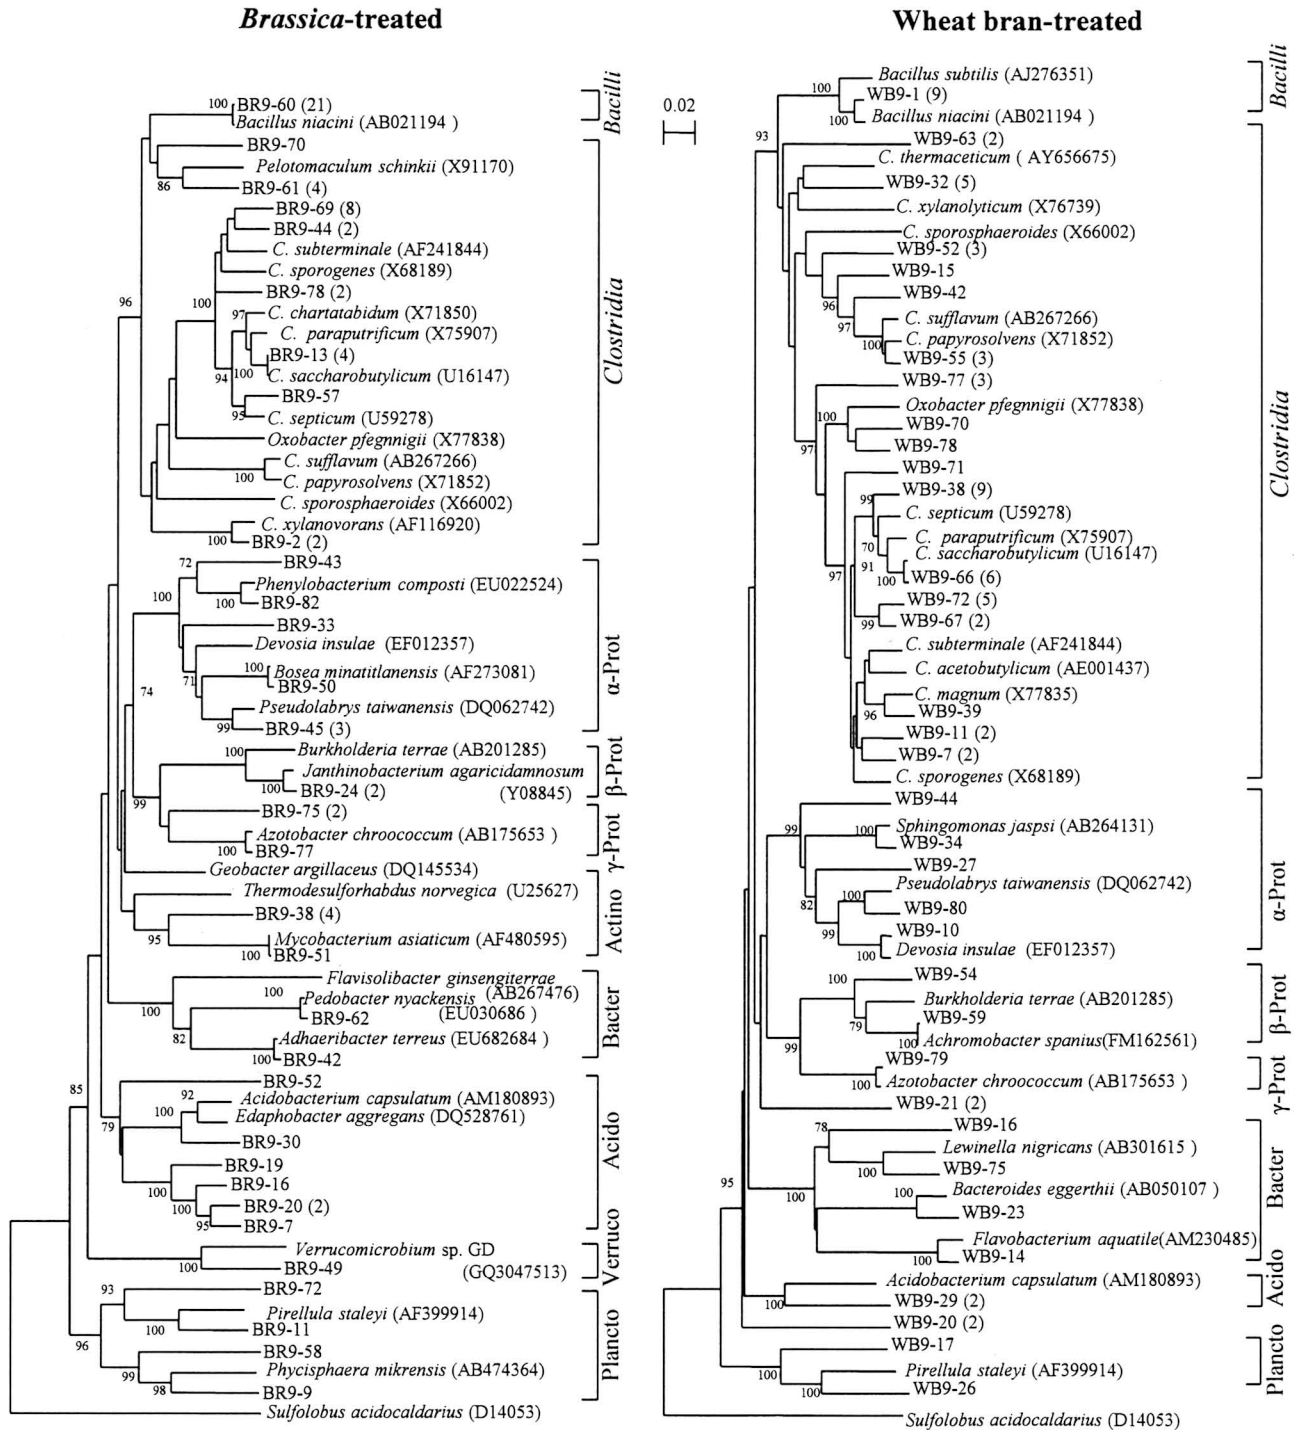 Brassica-treated
Bacilli
100
BR9-60 (21)
Bacillus niacini (AB021194 )
BR9-70
Pelotomaculum schinkii (X91170)
86
BR9-61 (4)
BR9-69 (8)
BR9-44 (2)
C. subterminale (AF241844)
C. sporogenes (X68189)
BR9-78 (2)
96
100
97
C. chartatabidum (X71850)
C. paraputrificum (X75907)
BR9-13 (4)
94
100
C. saccharobutylicum (U16147)
BR9-57
95
C. septicum (U59278)
Oxobacter pfegnnigii (X77838)
C. sufflavum (AB267266)
100
C. papyrosolvens (X71852)
C. sporosphaeroides (X66002)
C. xylanovorans (AF116920)
100
BR9-2 (2)
Clostridia
72
BR9-43
Phenylobacterium composti (EU022524)
100
100
BR9-82
BR9-33
Devosia insulae (EF012357)
100
Bosea minatitlanensis (AF273081)
71
BR9-50
74
Pseudolabrys taiwanensis (DQ062742)
99
BR9-45 (3)
α-Prot
100
Burkholderia terrae (AB201285)
Janthinobacterium agaricidamnosum
100
BR9-24 (2)
(Y08845)
β-Prot
99
BR9-75 (2)
Azotobacter chroococcum (AB175653 )
100
BR9-77
γ-Prot
Geobacter argillaceus (DQ145534)
Thermodesulforhabdus norvegica (U25627)
BR9-38 (4)
95
Mycobacterium asiaticum (AF480595)
100
BR9-51
Actino
Flavisolibacter ginsengiterrae
(AB267476)
100
Pedobacter nyackensis
(EU030686 )
100
BR9-62
82
Adhaeribacter terreus (EU682684 )
100
BR9-42
Bacter
85
BR9-52
92
Acidobacterium capsulatum (AM180893)
100
Edaphobacter aggregans (DQ528761)
79
BR9-30
BR9-19
100
BR9-16
100
BR9-20 (2)
95
BR9-7
Acido
Verrucomicrobium sp. GD
100
BR9-49
(GQ3047513)
Verruco
93
BR9-72
Pirellula staleyi (AF399914)
100
BR9-11
96
BR9-58
99
Phycisphaera mikrensis (AB474364)
98
BR9-9
Plancto
Sulfolobus acidocaldarius (D14053)
Wheat bran-treated
0.02
Bacillus subtilis (AJ276351)
100
WB9-1 (9)
100
Bacillus niacini (AB021194 )
Bacilli
93
WB9-63 (2)
C. thermaceticum ( AY656675)
WB9-32 (5)
C. xylanolyticum (X76739)
C. sporosphaeroides (X66002)
WB9-52 (3)
WB9-15
96
WB9-42
97
C. sufflavum (AB267266)
100
C. papyrosolvens (X71852)
WB9-55 (3)
WB9-77 (3)
100
Oxobacter pfegnnigii (X77838)
WB9-70
97
WB9-78
WB9-71
99
WB9-38 (9)
C. septicum (U59278)
70
C. paraputrificum (X75907)
C. saccharobutylicum (U16147)
97
91
100
WB9-66 (6)
WB9-72 (5)
99
WB9-67 (2)
C. subterminale (AF241844)
C. acetobutylicum (AE001437)
C. magnum (X77835)
96
WB9-39
WB9-11 (2)
WB9-7 (2)
C. sporogenes (X68189)
Clostridia
WB9-44
99
100
Sphingomonas jaspsi (AB264131)
WB9-34
WB9-27
100
Pseudolabrys taiwanensis (DQ062742)
82
WB9-80
99
WB9-10
Devosia insulae (EF012357)
α-Prot
100
WB9-54
Burkholderia terrae (AB201285)
79
WB9-59
99
100
Achromobacter spanius(FM162561)
β-Prot
WB9-79
100
Azotobacter chroococcum (AB175653 )
γ-Prot
WB9-21 (2)
78
WB9-16
Lewinella nigricans (AB301615 )
100
WB9-75
95
100
100
Bacteroides eggerthii (AB050107 )
WB9-23
Flavobacterium aquatile(AM230485)
100
WB9-14
Bacter
Acidobacterium capsulatum (AM180893)
100
WB9-29 (2)
Acido
WB9-20 (2)
WB9-17
100
Pirellula staleyi (AF399914)
100
WB9-26
Plancto
Sulfolobus acidocaldarius (D14053)